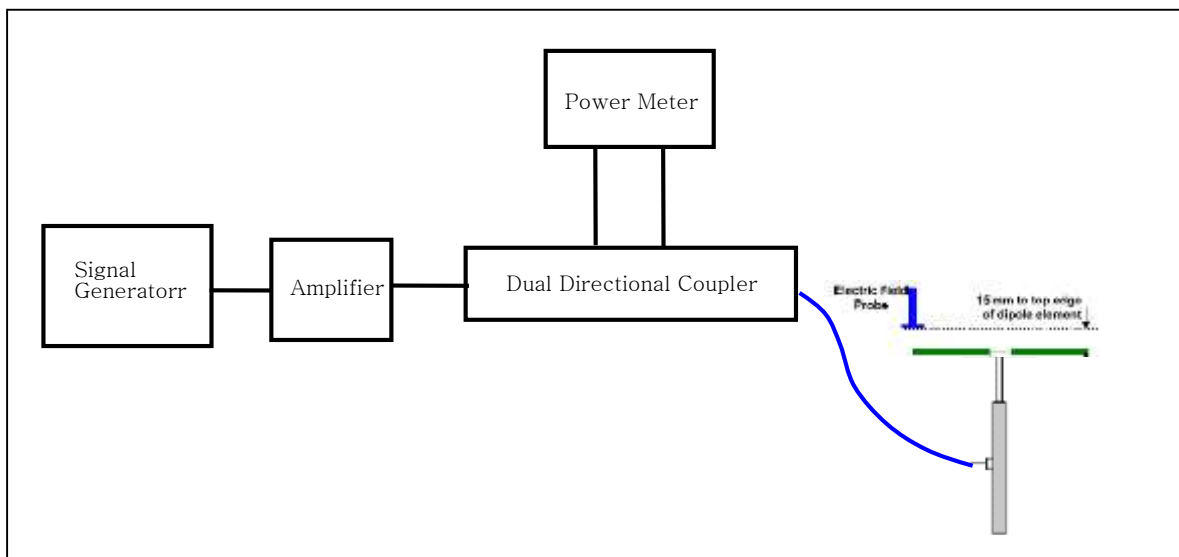 Power Meter
Signal
Generatorr
Amplifier
Dual Directional Coupler
Electric Field
Probe
15 mm to top edge
of dipole element